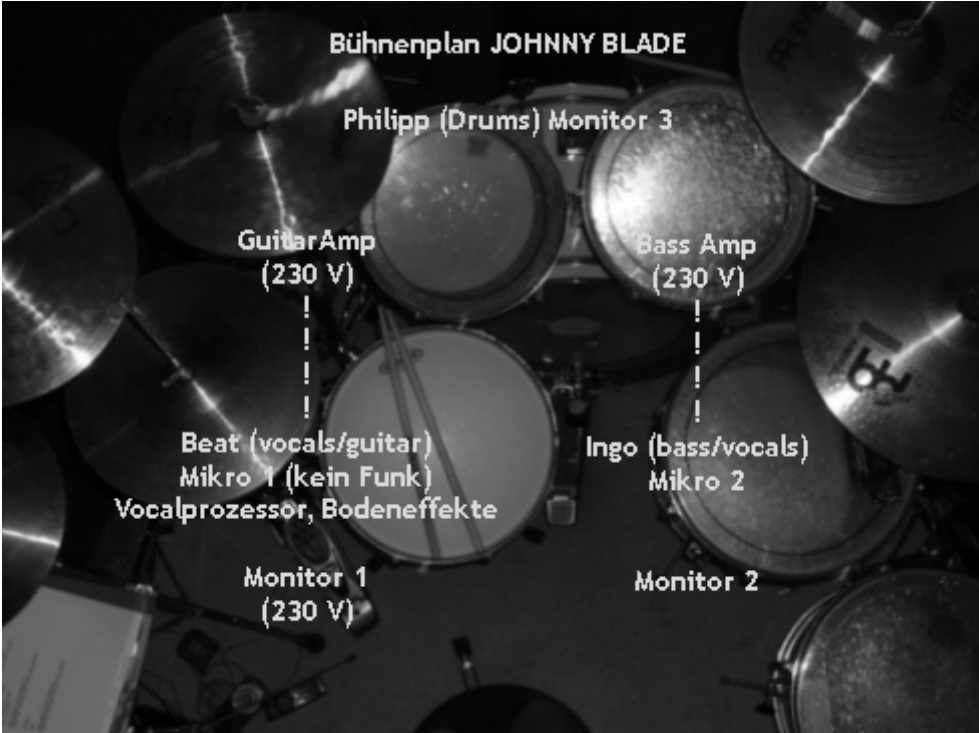 Bühnenplan JOHNNY BLADE
Philipp (Drums) Monitor 3
GuitarAmp
(230 V)
Bass Amp
(230 V)
Beat (vocals/guitar)
Mikro 1 (kein Funk)
Vocalprozessor, Bodeneffekte
Ingo (bass/vocals)
Mikro 2
Monitor 1
(230 V)
Monitor 2